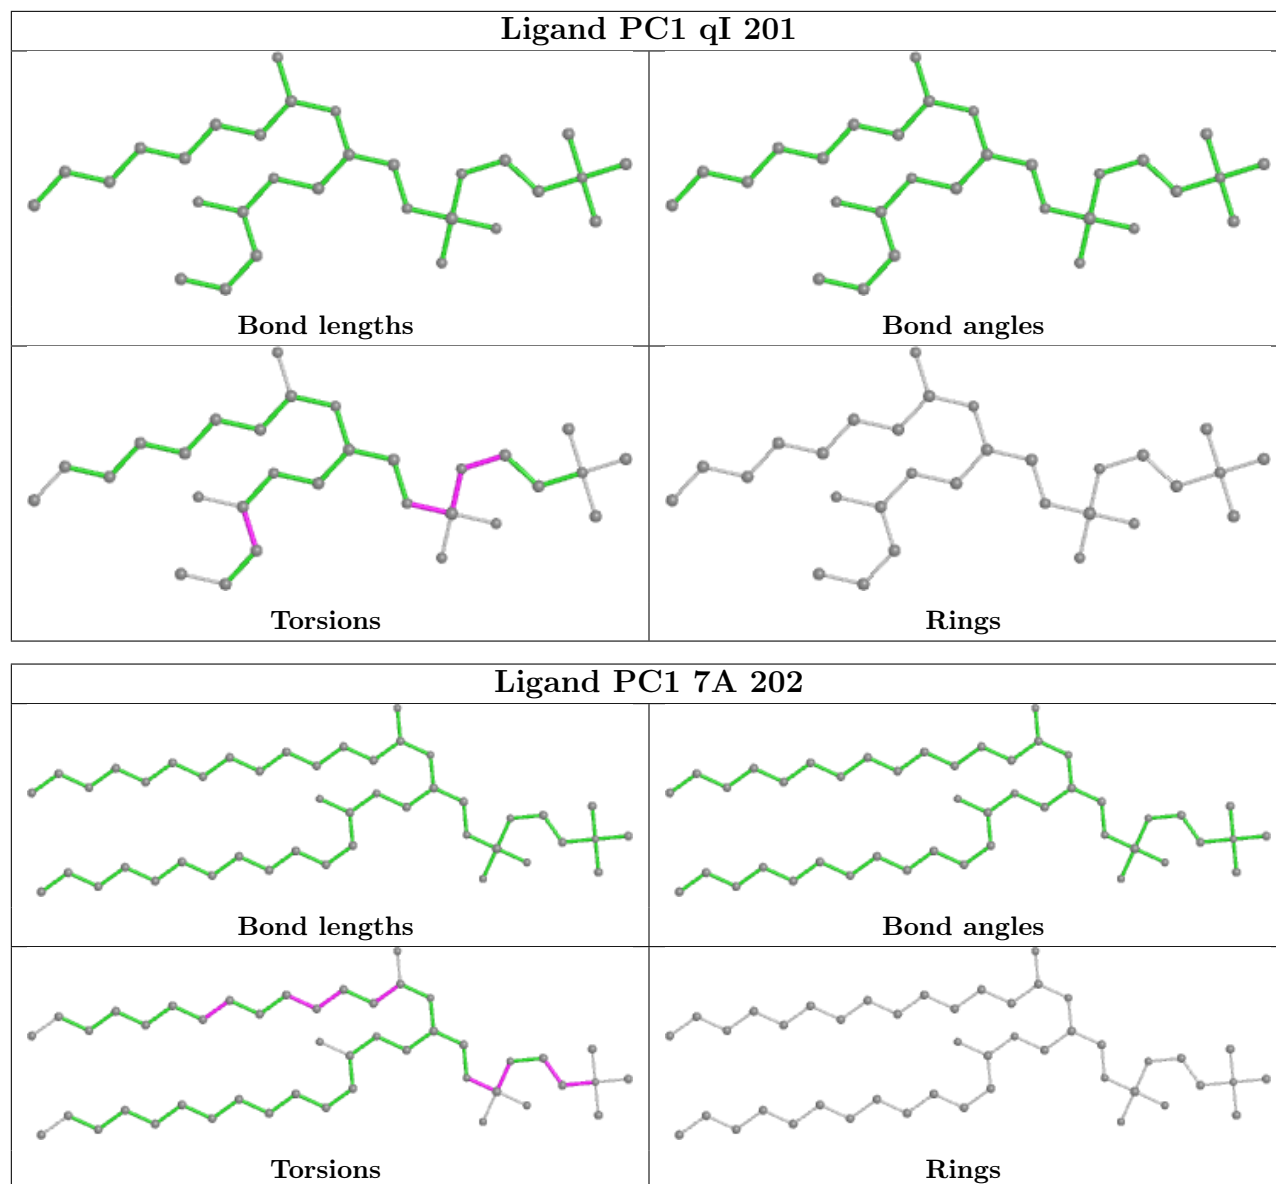 Ligand PC1 qI 201
Bond lengths
Bond angles
Torsions
Rings
Ligand PC1 7A 202
Bond lengths
Bond angles
Torsions
Rings